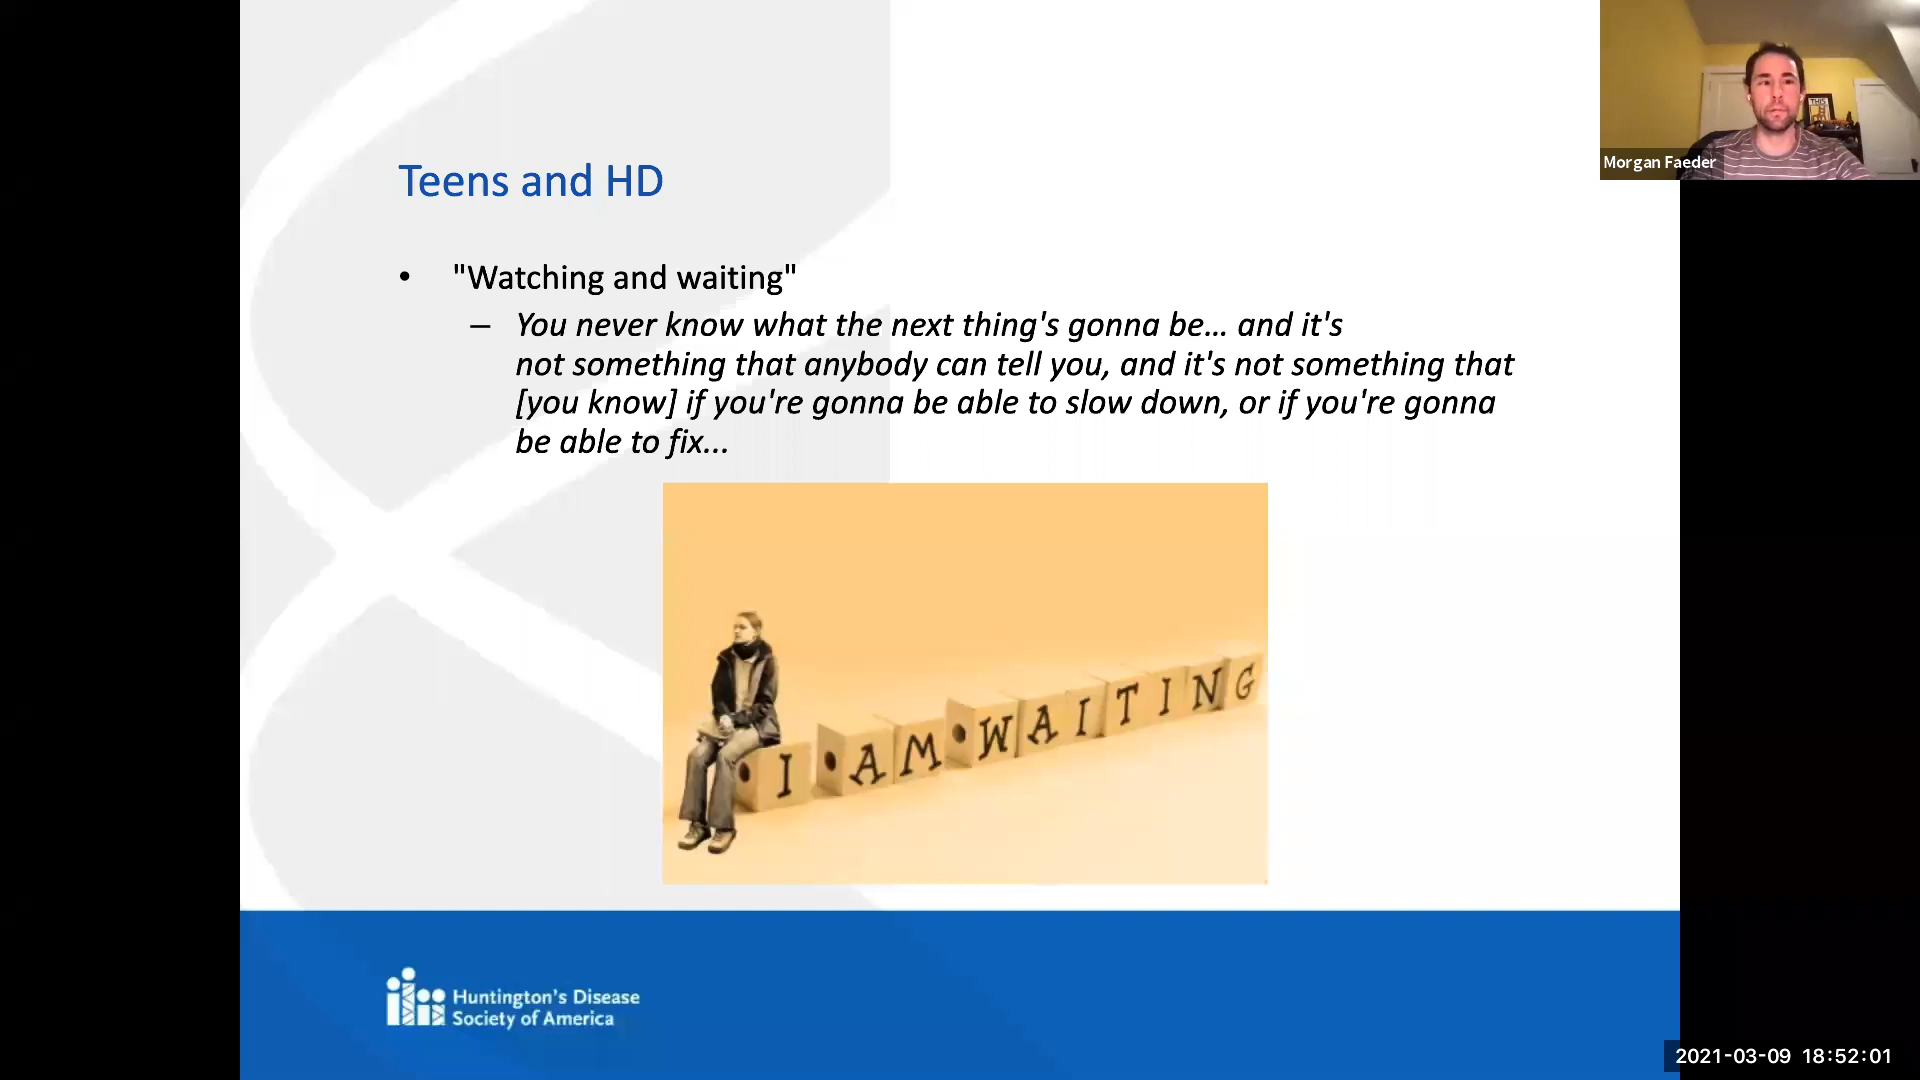 Teens and HD
• "Watching and waiting"
– You never know what the next thing's gonna be... and it's
not something that anybody can tell you, and it's not something that
[you know] if you're gonna be able to slow down, or if you're gonna
be able to fix...
I AM WAITING
Huntington's Disease
Society of America
THIS
Morgan Faeder
2021-03-09 18:52:01